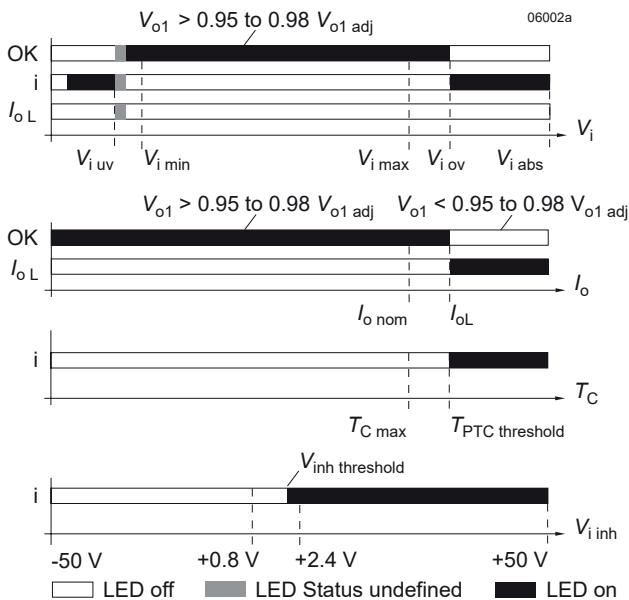 V o1 > 0.95 to 0.98 V o1 adj
06002a
OK
i
I o L
V i
V i uv
V i min
V i max
V i ov
V i abs
V o1 > 0.95 to 0.98 V o1 adj
V o1 < 0.95 to 0.98 V o1 adj
OK
I o L
I o
I o nom
I oL
i
T C
T C max
T PTC threshold
V inh threshold
i
V i inh
-50 V
+0.8 V
+2.4 V
+50 V
LED off
LED Status undefined
LED on